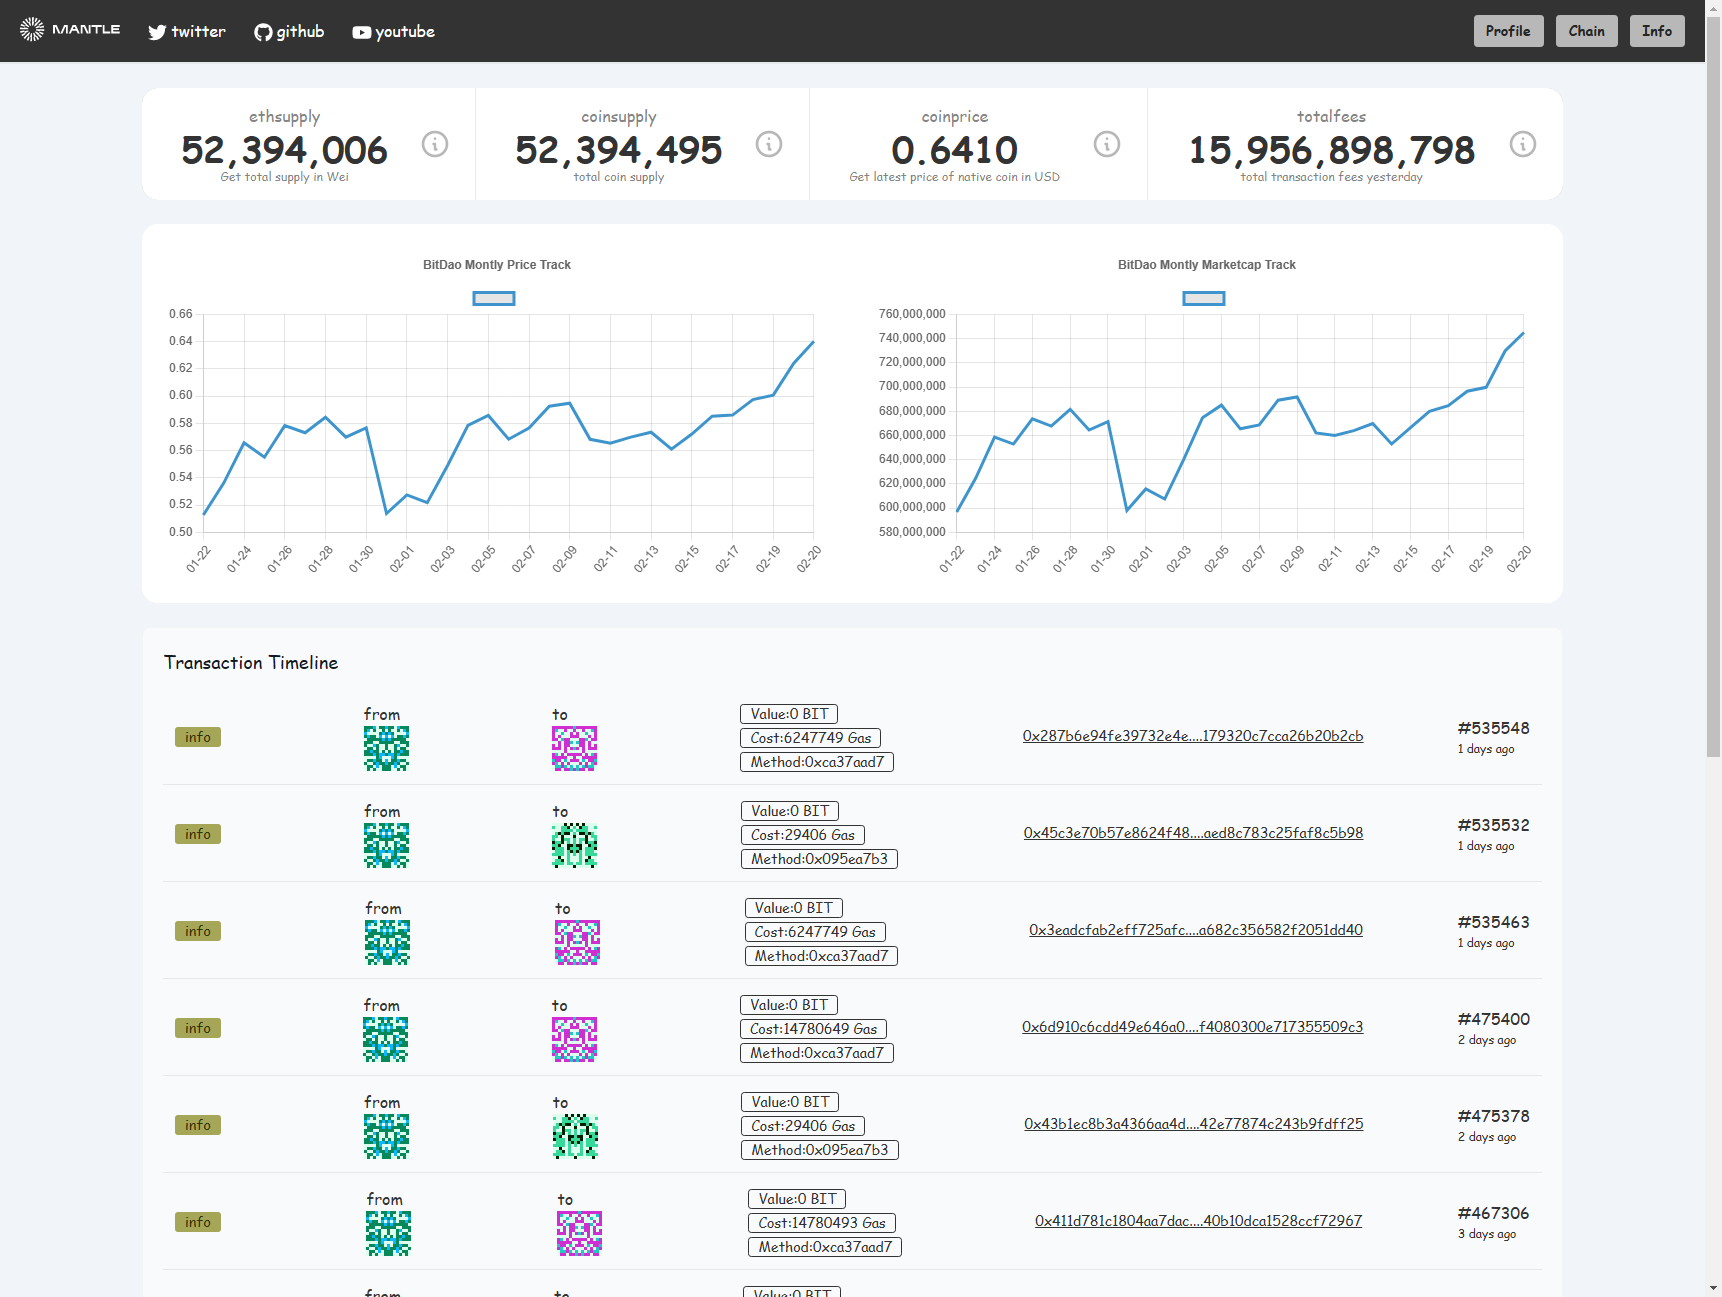 MANTLE twitter github youtube Profile Chain Info
ethsupply
52,394,006
Get total supply in Wei
coinsupply
52,394,495
total coin supply
coinprice
0.6410
Get latest price of native coin in USD
totalfees
15,956,898,798
total transaction fees yesterday
BitDao Montly Price Track
0.66
0.64
0.62
0.60
0.58
0.56
0.54
0.52
0.50
01-22 01-24 01-26 01-28 01-30 02-01 02-03 02-05 02-07 02-09 02-11 02-13 02-15 02-17 02-19 02-20
BitDao Montly Marketcap Track
760,000,000
740,000,000
720,000,000
700,000,000
680,000,000
660,000,000
640,000,000
620,000,000
600,000,000
580,000,000
01-22 01-24 01-26 01-28 01-30 02-01 02-03 02-05 02-07 02-09 02-11 02-13 02-15 02-17 02-19 02-20
Transaction Timeline
info
from
to
Value:0 BIT
Cost:6247749 Gas
Method:0xca37aad7
0x287b6e94fe39732e4e....179320c7cca26b20b2cb
#535548
1 days ago
info
from
to
Value:0 BIT
Cost:29406 Gas
Method:0x095ea7b3
0x45c3e70b57e8624f48....aed8c783c25faf8c5b98
#535532
1 days ago
info
from
to
Value:0 BIT
Cost:6247749 Gas
Method:0xca37aad7
0x3eadcfab2eff725afc....a682c356582f2051dd40
#535463
1 days ago
info
from
to
Value:0 BIT
Cost:14780649 Gas
Method:0xca37aad7
0x6d910c6cdd49e646a0....f4080300e717355509c3
#475400
2 days ago
info
from
to
Value:0 BIT
Cost:29406 Gas
Method:0x095ea7b3
0x43b1ec8b3a4366aa4d....42e77874c243b9fdff25
#475378
2 days ago
info
from
to
Value:0 BIT
Cost:14780493 Gas
Method:0xca37aad7
0x411d781c1804aa7dac....40b10dca1528ccf72967
#467306
3 days ago
from
to
Value:0 BIT